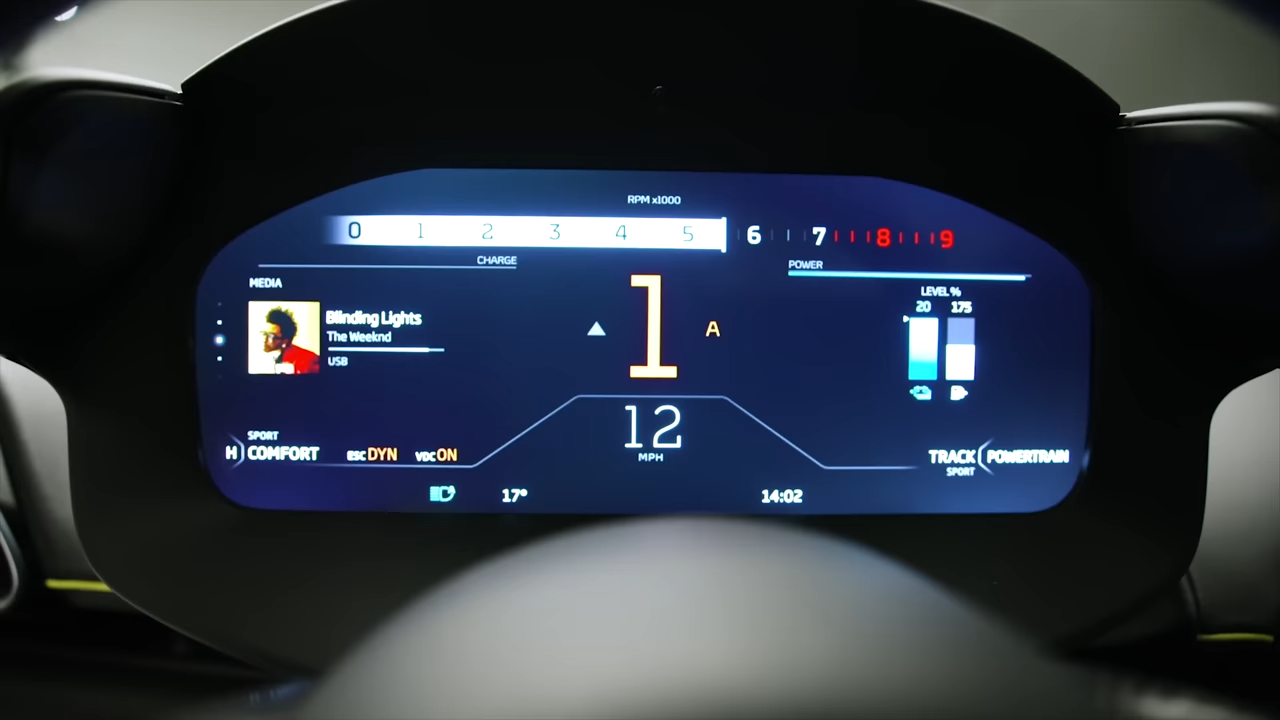 RPM x1000
0 1 2 3 4 5 6 7 8 9
CHARGE
POWER
MEDIA
Blinding Lights
The Weeknd
USB
1 A
LEVEL %
20 175
12
MPH
SPORT
H COMFORT ESC DYN VDC ON
TRACK POWERTRAIN
SPORT
17° 14:02